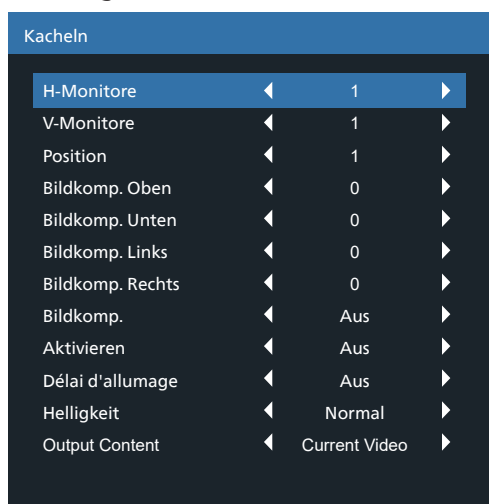 Kacheln
H-Monitore 1
V-Monitore 1
Position 1
Bildkomp. Oben 0
Bildkomp. Unten 0
Bildkomp. Links 0
Bildkomp. Rechts 0
Bildkomp. Aus
Aktivieren Aus
Délai d'allumage Aus
Helligkeit Normal
Output Content Current Video